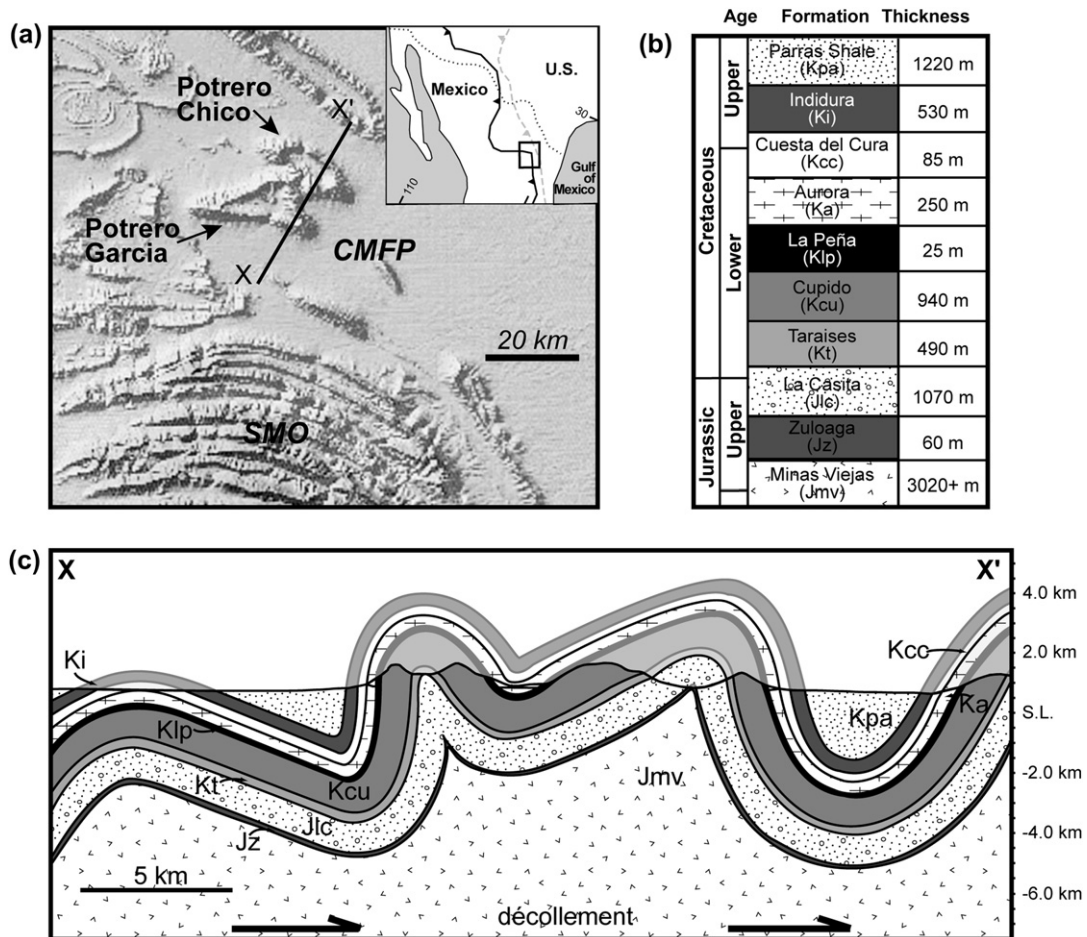 (a)
Potrero
Chico
X'
Potrero
Garcia
X
CMFP
20 km
SMO
U.S.
Mexico
30
Gulf
of
Mexico
110
(b)
Age Formation Thickness
Cretaceous
Upper
Lower
Jurassic
Upper
Parras Shale
(Kpa)
1220 m
Indidura
(Ki)
530 m
Cuesta del Cura
(Kcc)
85 m
Aurora
(Ka)
250 m
La Peña
(Klp)
25 m
Cupido
(Kcu)
940 m
Taraises
(Kt)
490 m
La Casita
(Jlc)
1070 m
Zuloaga
(Jz)
60 m
Minas Viejas
(Jmv)
3020+ m
(c)
X
X'
4.0 km
2.0 km
S.L.
-2.0 km
-4.0 km
-6.0 km
Ki
Kcc
Kpa
Ka
Klp
Kt
Kcu
Jmv
Jlc
Jz
5 km
décollement